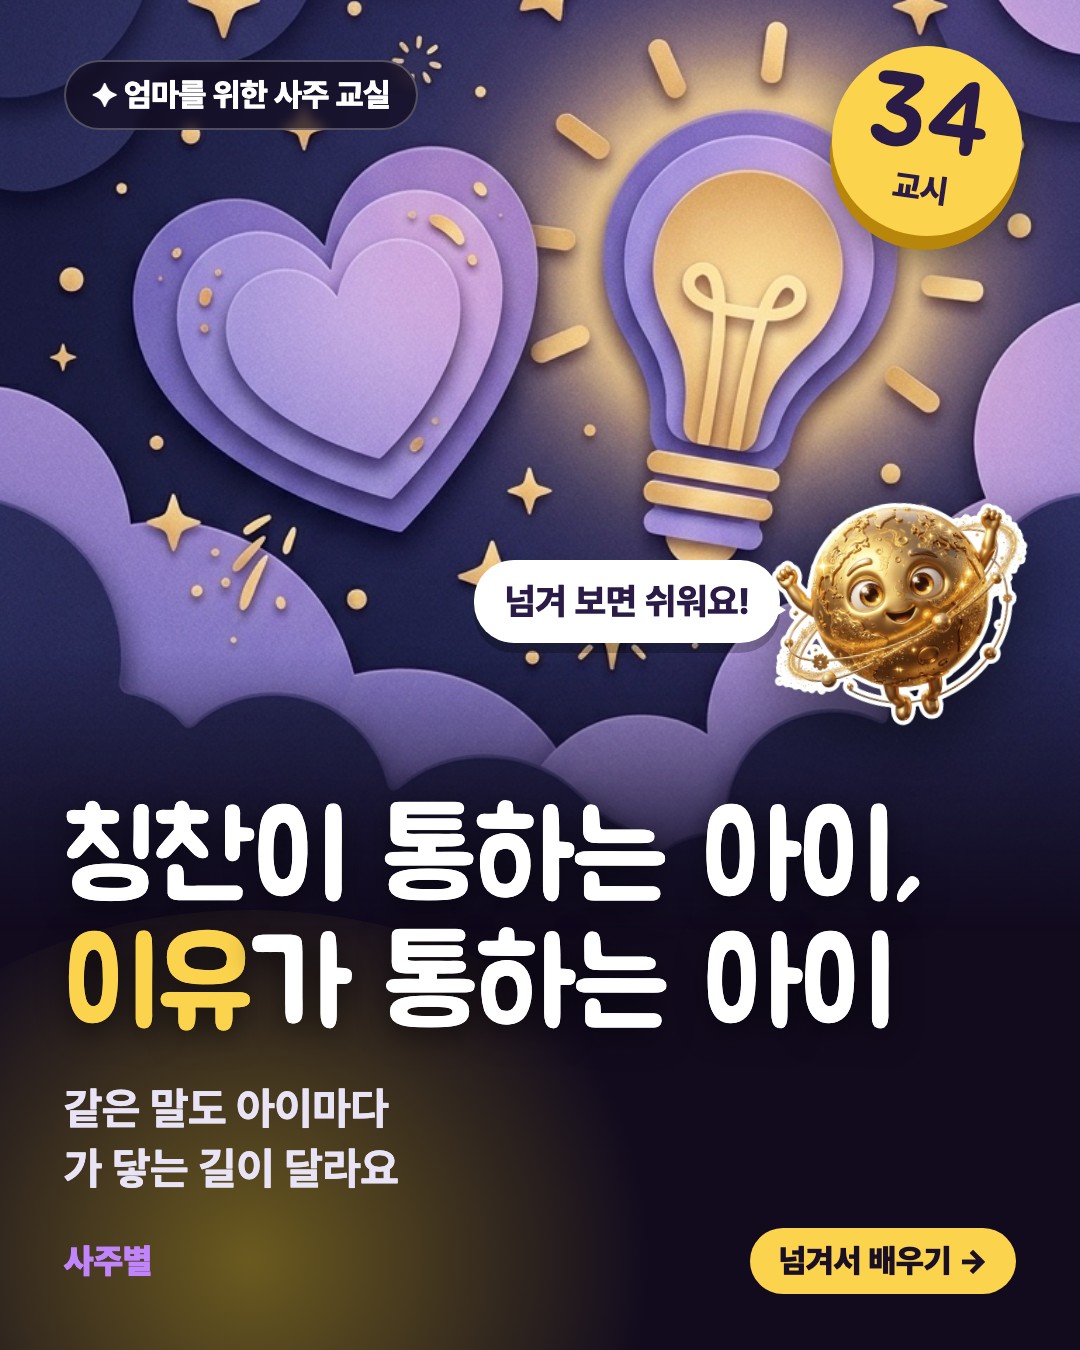 ✦ 엄마를 위한 사주 교실
34
교시
넘겨 보면 쉬워요!
칭찬이 통하는 아이,
이유가 통하는 아이
같은 말도 아이마다
가 닿는 길이 달라요
사주별
넘겨서 배우기 →